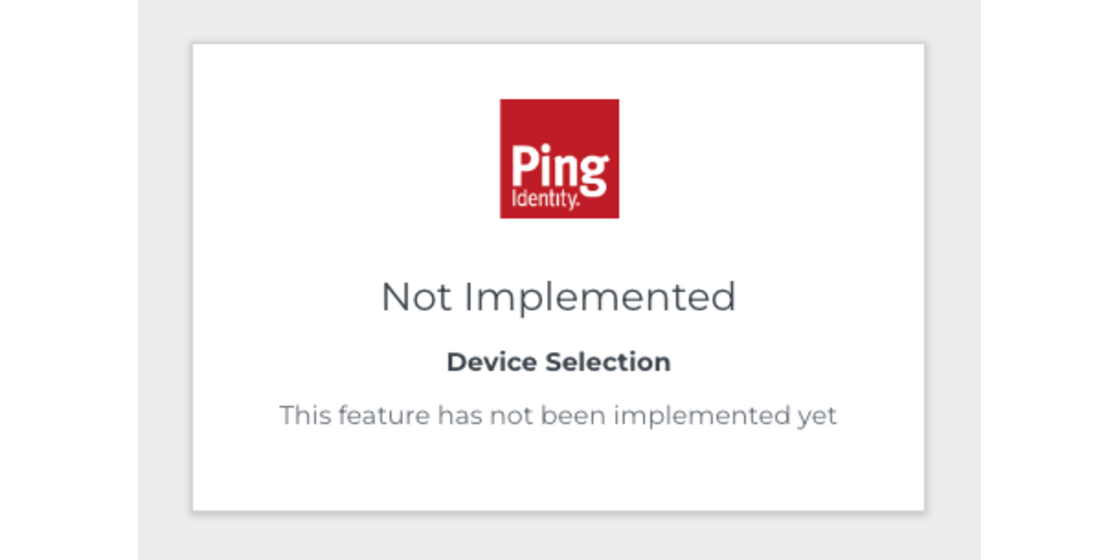 Ping
Identity.
Not Implemented
Device Selection
This feature has not been implemented yet